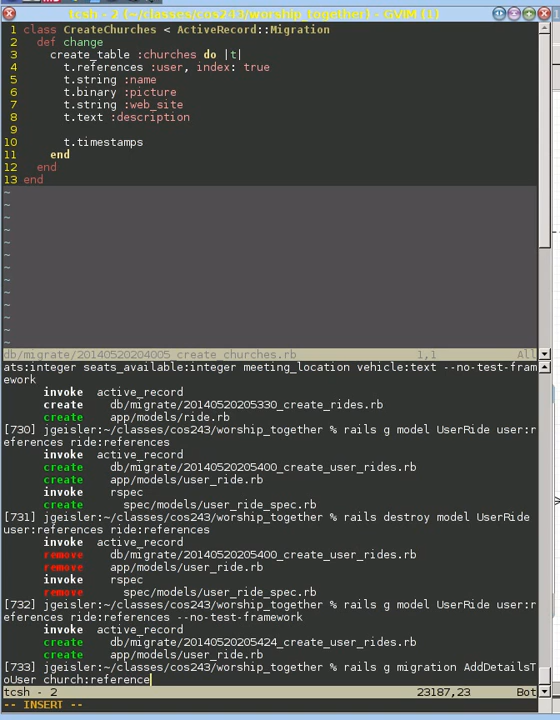 tcsh - 2 (~/classes/cos243/worship_together) - GVIM (1)
1 class CreateChurches < ActiveRecord::Migration
2   def change
3     create_table :churches do |t|
4       t.references :user, index: true
5       t.string :name
6       t.binary :picture
7       t.string :web_site
8       t.text :description
9
10       t.timestamps
11     end
12   end
13 end
~
~
~
~
~
~
~
~
~
~
~
~
~
db/migrate/20140520204005_create_churches.rb 1,1 All
ats:integer seats_available:integer meeting_location vehicle:text --no-test-fram
ework
invoke active_record
create db/migrate/20140520205330_create_rides.rb
create app/models/ride.rb
[730] jgeisler:~/classes/cos243/worship_together % rails g model UserRide user:r
eferences ride:references
invoke active_record
create db/migrate/20140520205400_create_user_rides.rb
create app/models/user_ride.rb
invoke rspec
create spec/models/user_ride_spec.rb
[731] jgeisler:~/classes/cos243/worship_together % rails destroy model UserRide
user:references ride:references
invoke active_record
remove db/migrate/20140520205400_create_user_rides.rb
remove app/models/user_ride.rb
invoke rspec
remove spec/models/user_ride_spec.rb
[732] jgeisler:~/classes/cos243/worship_together % rails g model UserRide user:r
eferences ride:references --no-test-framework
invoke active_record
create db/migrate/20140520205424_create_user_rides.rb
create app/models/user_ride.rb
[733] jgeisler:~/classes/cos243/worship_together % rails g migration AddDetailsT
oUser church:reference
tcsh - 2 23187,23 Bot
-- INSERT --